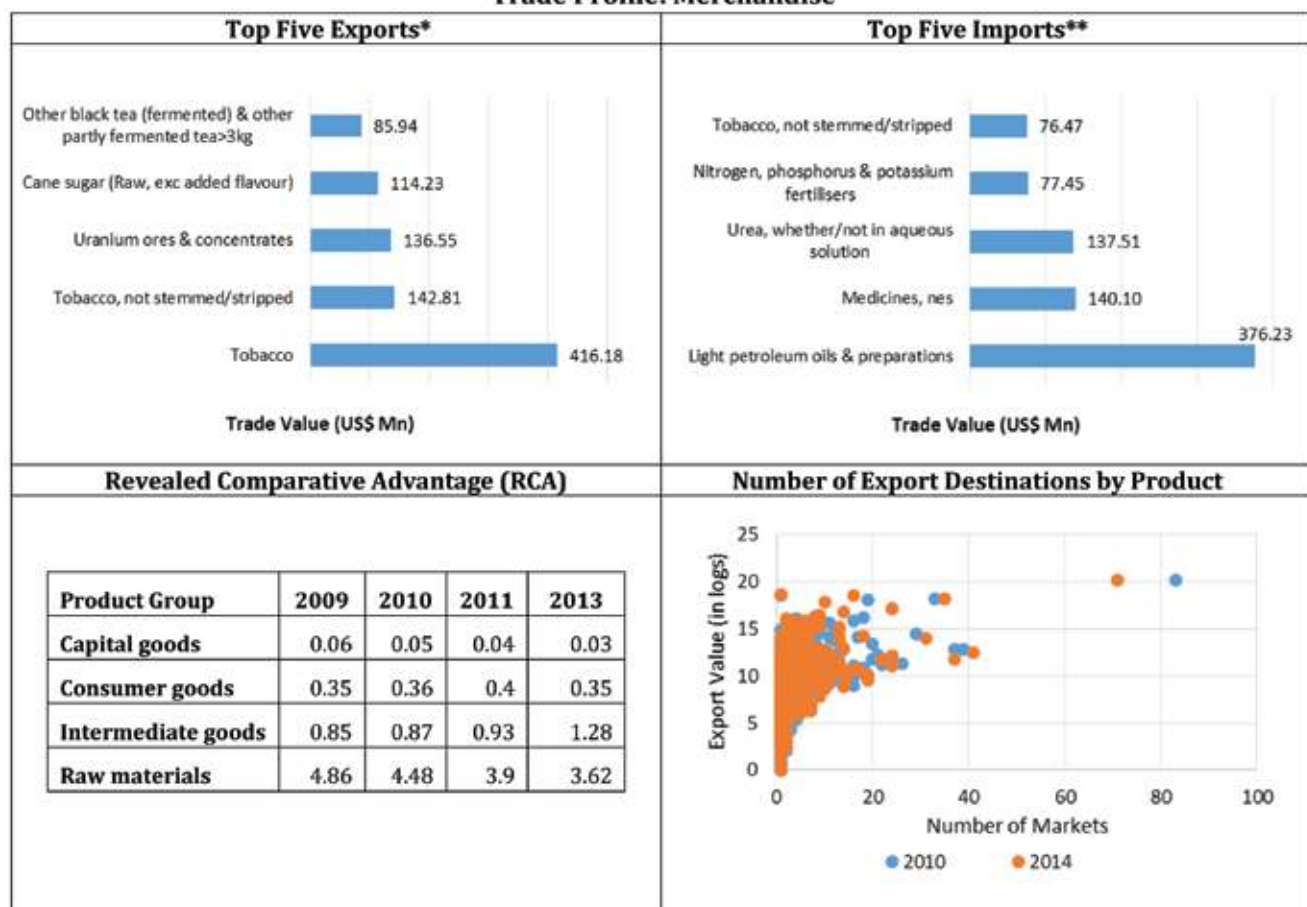 Trade Profile: Merchandise
Top Five Exports*
Other black tea (fermented) & other
partly fermented tea>3kg
85.94
Cane sugar (Raw, exc added flavour)
114.23
Uranium ores & concentrates
136.55
Tobacco, not stemmed/stripped
142.81
Tobacco
416.18
Trade Value (US$ Mn)
Top Five Imports**
Tobacco, not stemmed/stripped
76.47
Nitrogen, phosphorus & potassium
fertilisers
77.45
Urea, whether/not in aqueous
solution
137.51
Medicines, nes
140.10
376.23
Light petroleum oils & preparations
Trade Value (US$ Mn)
Revealed Comparative Advantage (RCA)
Product Group 2009 2010 2011 2013
Capital goods 0.06 0.05 0.04 0.03
Consumer goods 0.35 0.36 0.4 0.35
Intermediate goods 0.85 0.87 0.93 1.28
Raw materials 4.86 4.48 3.9 3.62
Number of Export Destinations by Product
Export Value (in logs)
25
20
15
10
5
0
0 20 40 60 80 100
Number of Markets
2010 2014